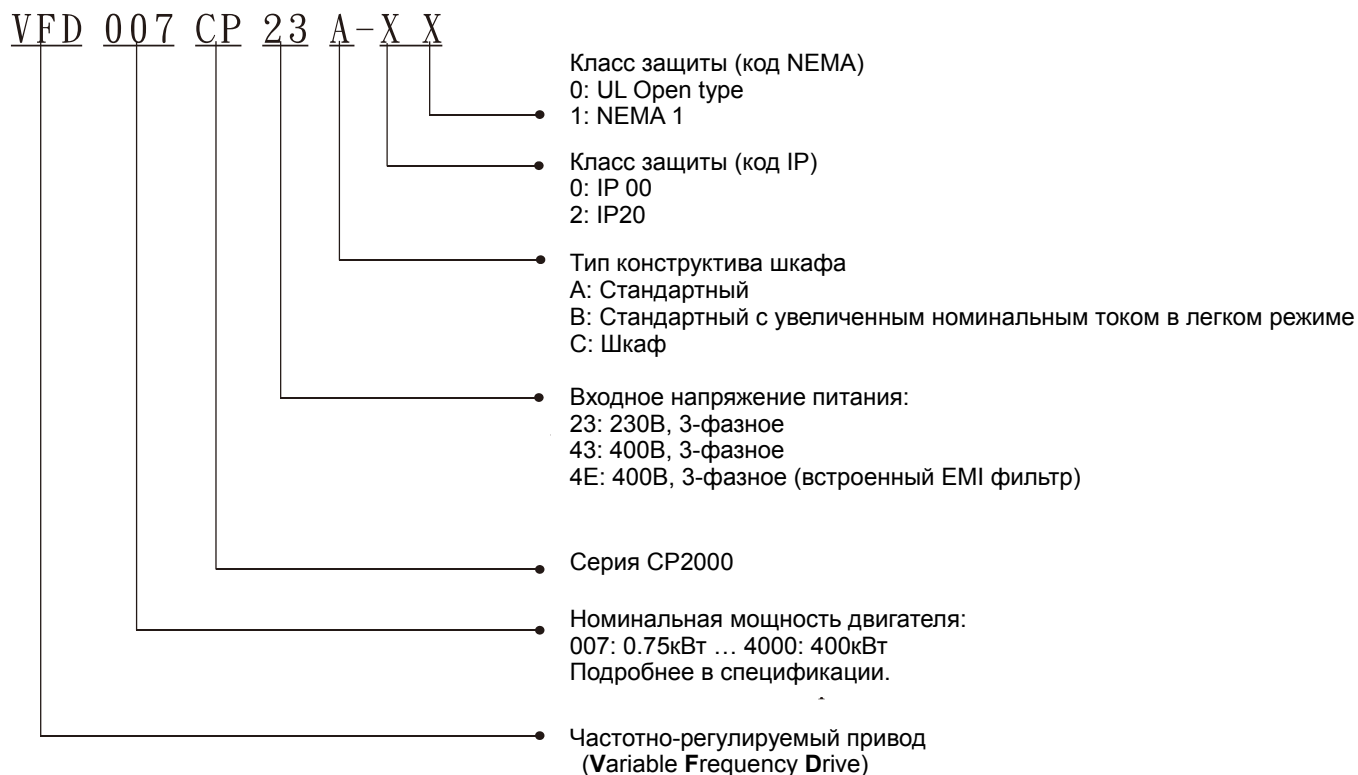 VFD 007 CP 23 A-X X
Класс защиты (код NEMA)
0: UL Open type
1: NEMA 1
Класс защиты (код IP)
0: IP 00
2: IP20
Тип конструктива шкафа
A: Стандартный
B: Стандартный с увеличенным номинальным током в легком режиме
C: Шкаф
Входное напряжение питания:
23: 230В, 3-фазное
43: 400В, 3-фазное
4E: 400В, 3-фазное (встроенный EMI фильтр)
Серия CP2000
Номинальная мощность двигателя:
007: 0.75кВт … 4000: 400кВт
Подробнее в спецификации.
Частотно-регулируемый привод
(Variable Frequency Drive)